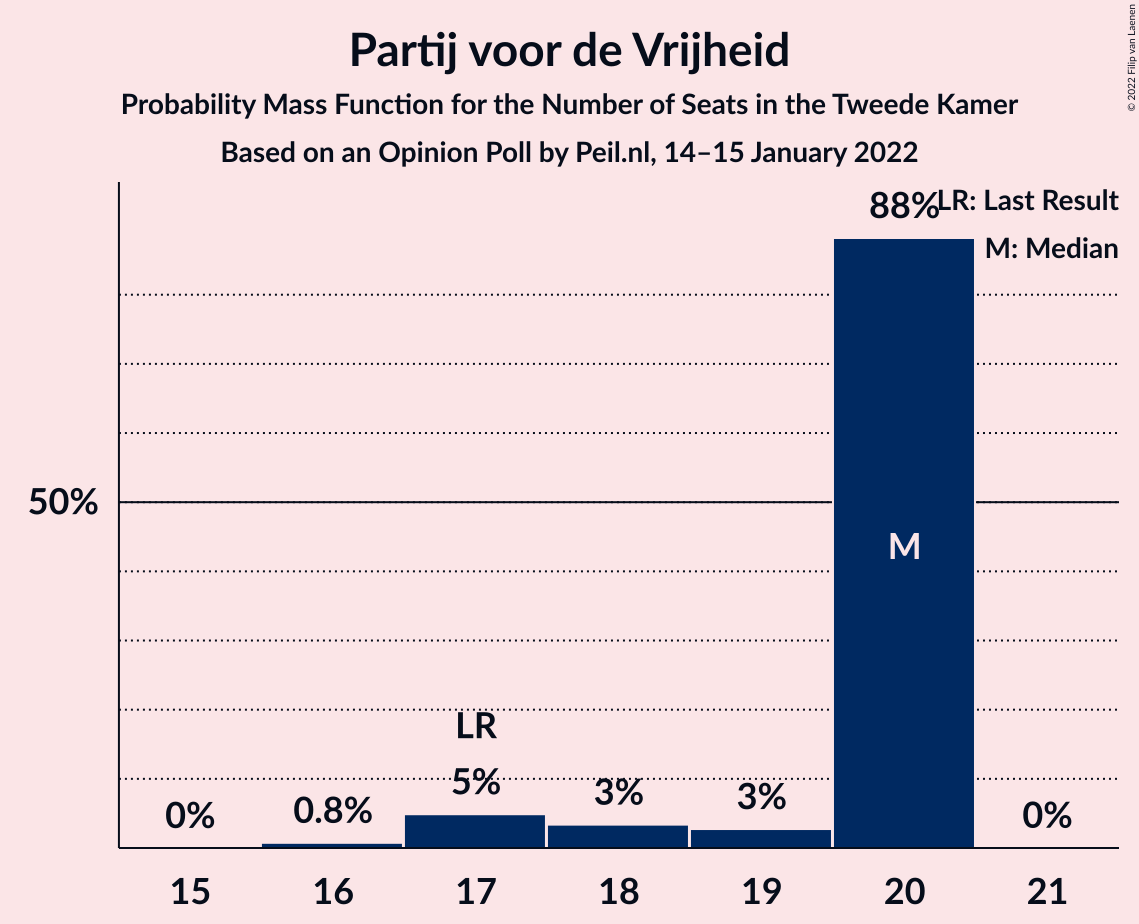 Partij voor de Vrijheid
Probability Mass Function for the Number of Seats in the Tweede Kamer
Based on an Opinion Poll by Peil.nl, 14–15 January 2022
© 2022 Filip van Laenen
LR: Last Result
M: Median
88%
50%
M
LR
0%
0.8%
5%
3%
3%
0%
15
16
17
18
19
20
21